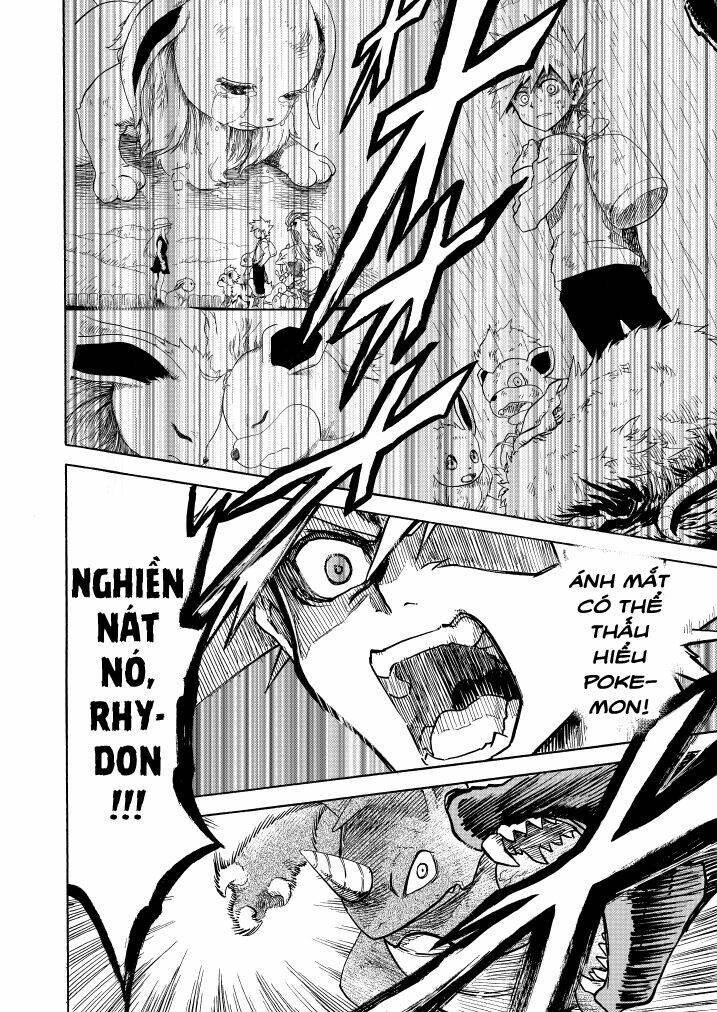 ÁNH MẮT
CÓ THỂ
THẤU
HIỂU
POKE-
MON!
NGHIỀN
NÁT
NÓ,
RHY-
DON
!!!